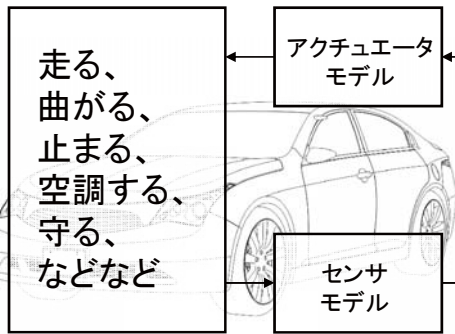 走る、
曲がる、
止まる、
空調する、
守る、
などなど
アクチュエータ
モデル
センサ
モデル